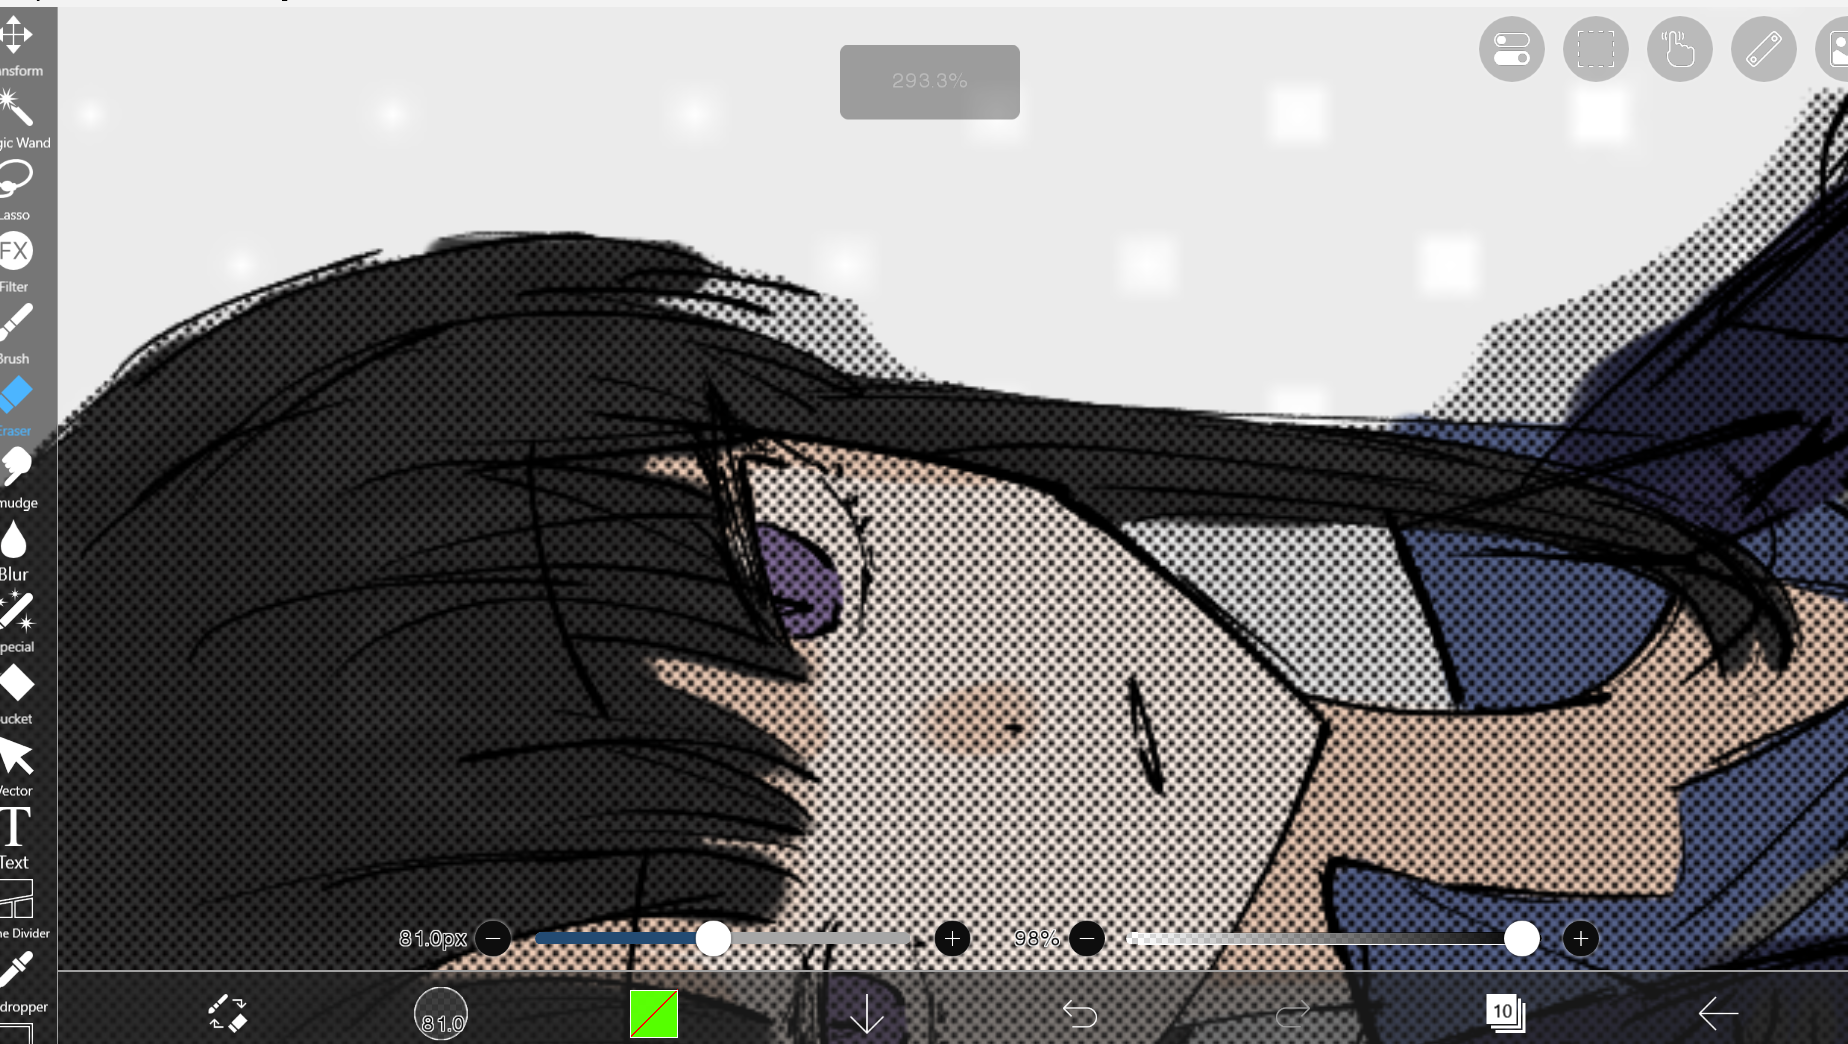 293.3%
nsform
gic Wand
Lasso
FX
Filter
Brush
Eraser
mudge
Blur
pecial
ucket
Vector
T
Text
ne Divider
dropper
81.0px
98%
81.0
10